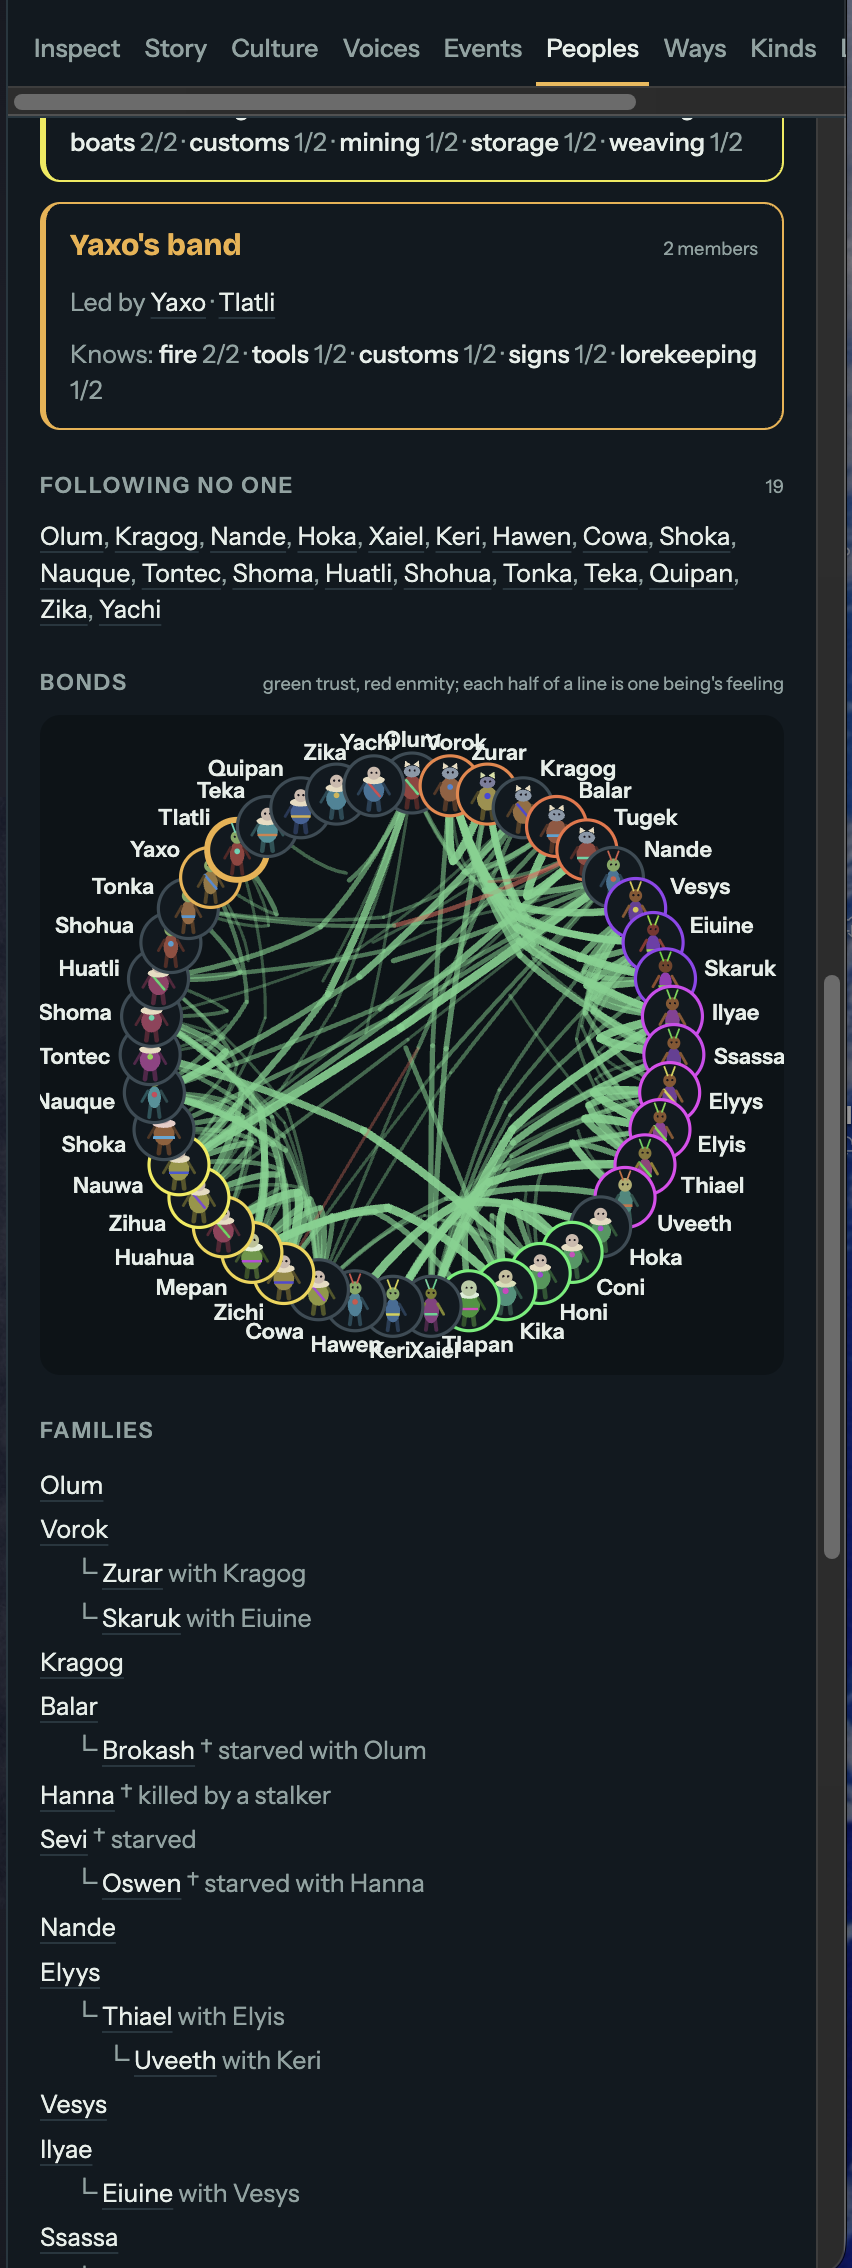 Inspect Story Culture Voices Events Peoples Ways Kinds
boats 2/2 · customs 1/2 · mining 1/2 · storage 1/2 · weaving 1/2
Yaxo's band 2 members
Led by Yaxo · Tlatli
Knows: fire 2/2 · tools 1/2 · customs 1/2 · signs 1/2 · lorekeeping
1/2
FOLLOWING NO ONE 19
Olum, Kragog, Nande, Hoka, Xaiel, Keri, Hawen, Cowa, Shoka,
Nauque, Tontec, Shoma, Huatli, Shohua, Tonka, Teka, Quipan,
Zika, Yachi
BONDS green trust, red enmity; each half of a line is one being's feeling
Olum
Vorok
Zurar
Kragog
Balar
Tugek
Nande
Vesys
Eiuine
Skaruk
Ilyae
Ssassa
Elyys
Elyis
Thiael
Uveeth
Hoka
Coni
Honi
Kika
Tlapan
Xaiel
Keri
Hawen
Cowa
Zichi
Mepan
Huahua
Zihua
Nauwa
Shoka
Nauque
Tontec
Shoma
Huatli
Shohua
Tonka
Yaxo
Tlatli
Teka
Quipan
Zika
Yachi
FAMILIES
Olum
Vorok
Zurar with Kragog
Skaruk with Eiuine
Kragog
Balar
Brokash † starved with Olum
Hanna † killed by a stalker
Sevi † starved
Oswen † starved with Hanna
Nande
Elyys
Thiael with Elyis
Uveeth with Keri
Vesys
Ilyae
Eiuine with Vesys
Ssassa